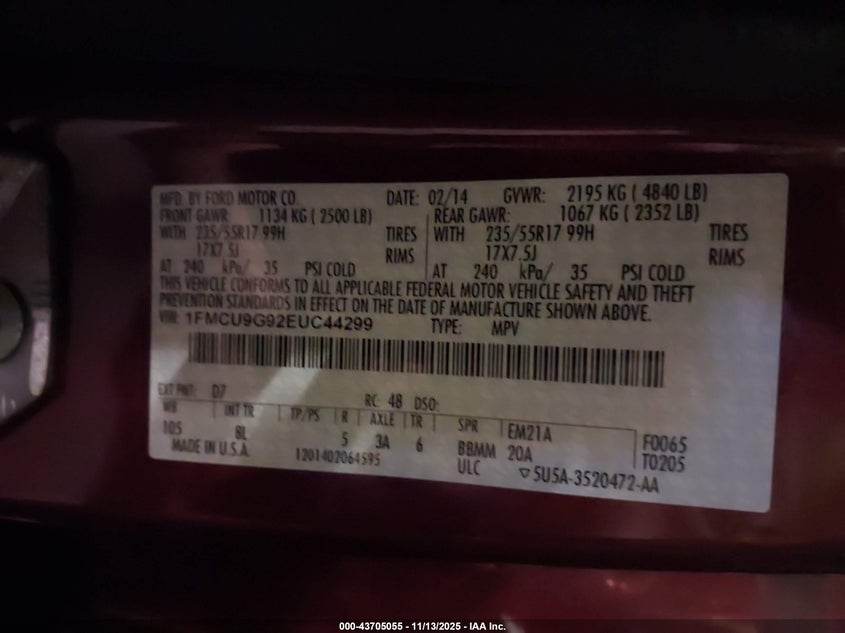 MFD. BY FORD MOTOR CO. DATE: 02/14 GVWR: 2195 KG ( 4840 LB)
FRONT GAWR: 1134 KG ( 2500 LB) REAR GAWR: 1067 KG ( 2352 LB)
WITH 235/55R17 99H TIRES WITH 235/55R17 99H TIRES
17X7.5J RIMS 17X7.5J RIMS
AT 240 kPa/ 35 PSI COLD AT 240 kPa/ 35 PSI COLD
THIS VEHICLE CONFORMS TO ALL APPLICABLE FEDERAL MOTOR VEHICLE SAFETY AND THEFT
PREVENTION STANDARDS IN EFFECT ON THE DATE OF MANUFACTURE SHOWN ABOVE.
VIN: 1FMCU9G92EUC44299 TYPE: MPV
EXT PNT: D7 RC: 48 DSO:
WB INT TR TP/PS R AXLE TR SPR EM21A F0065
105 8L 5 3A 6 BBMM 20A T0205
MADE IN U.S.A. 1201402064595 ULC ▽5U5A-3520472-AA
000-43705055 - 11/13/2025 - IAA Inc.